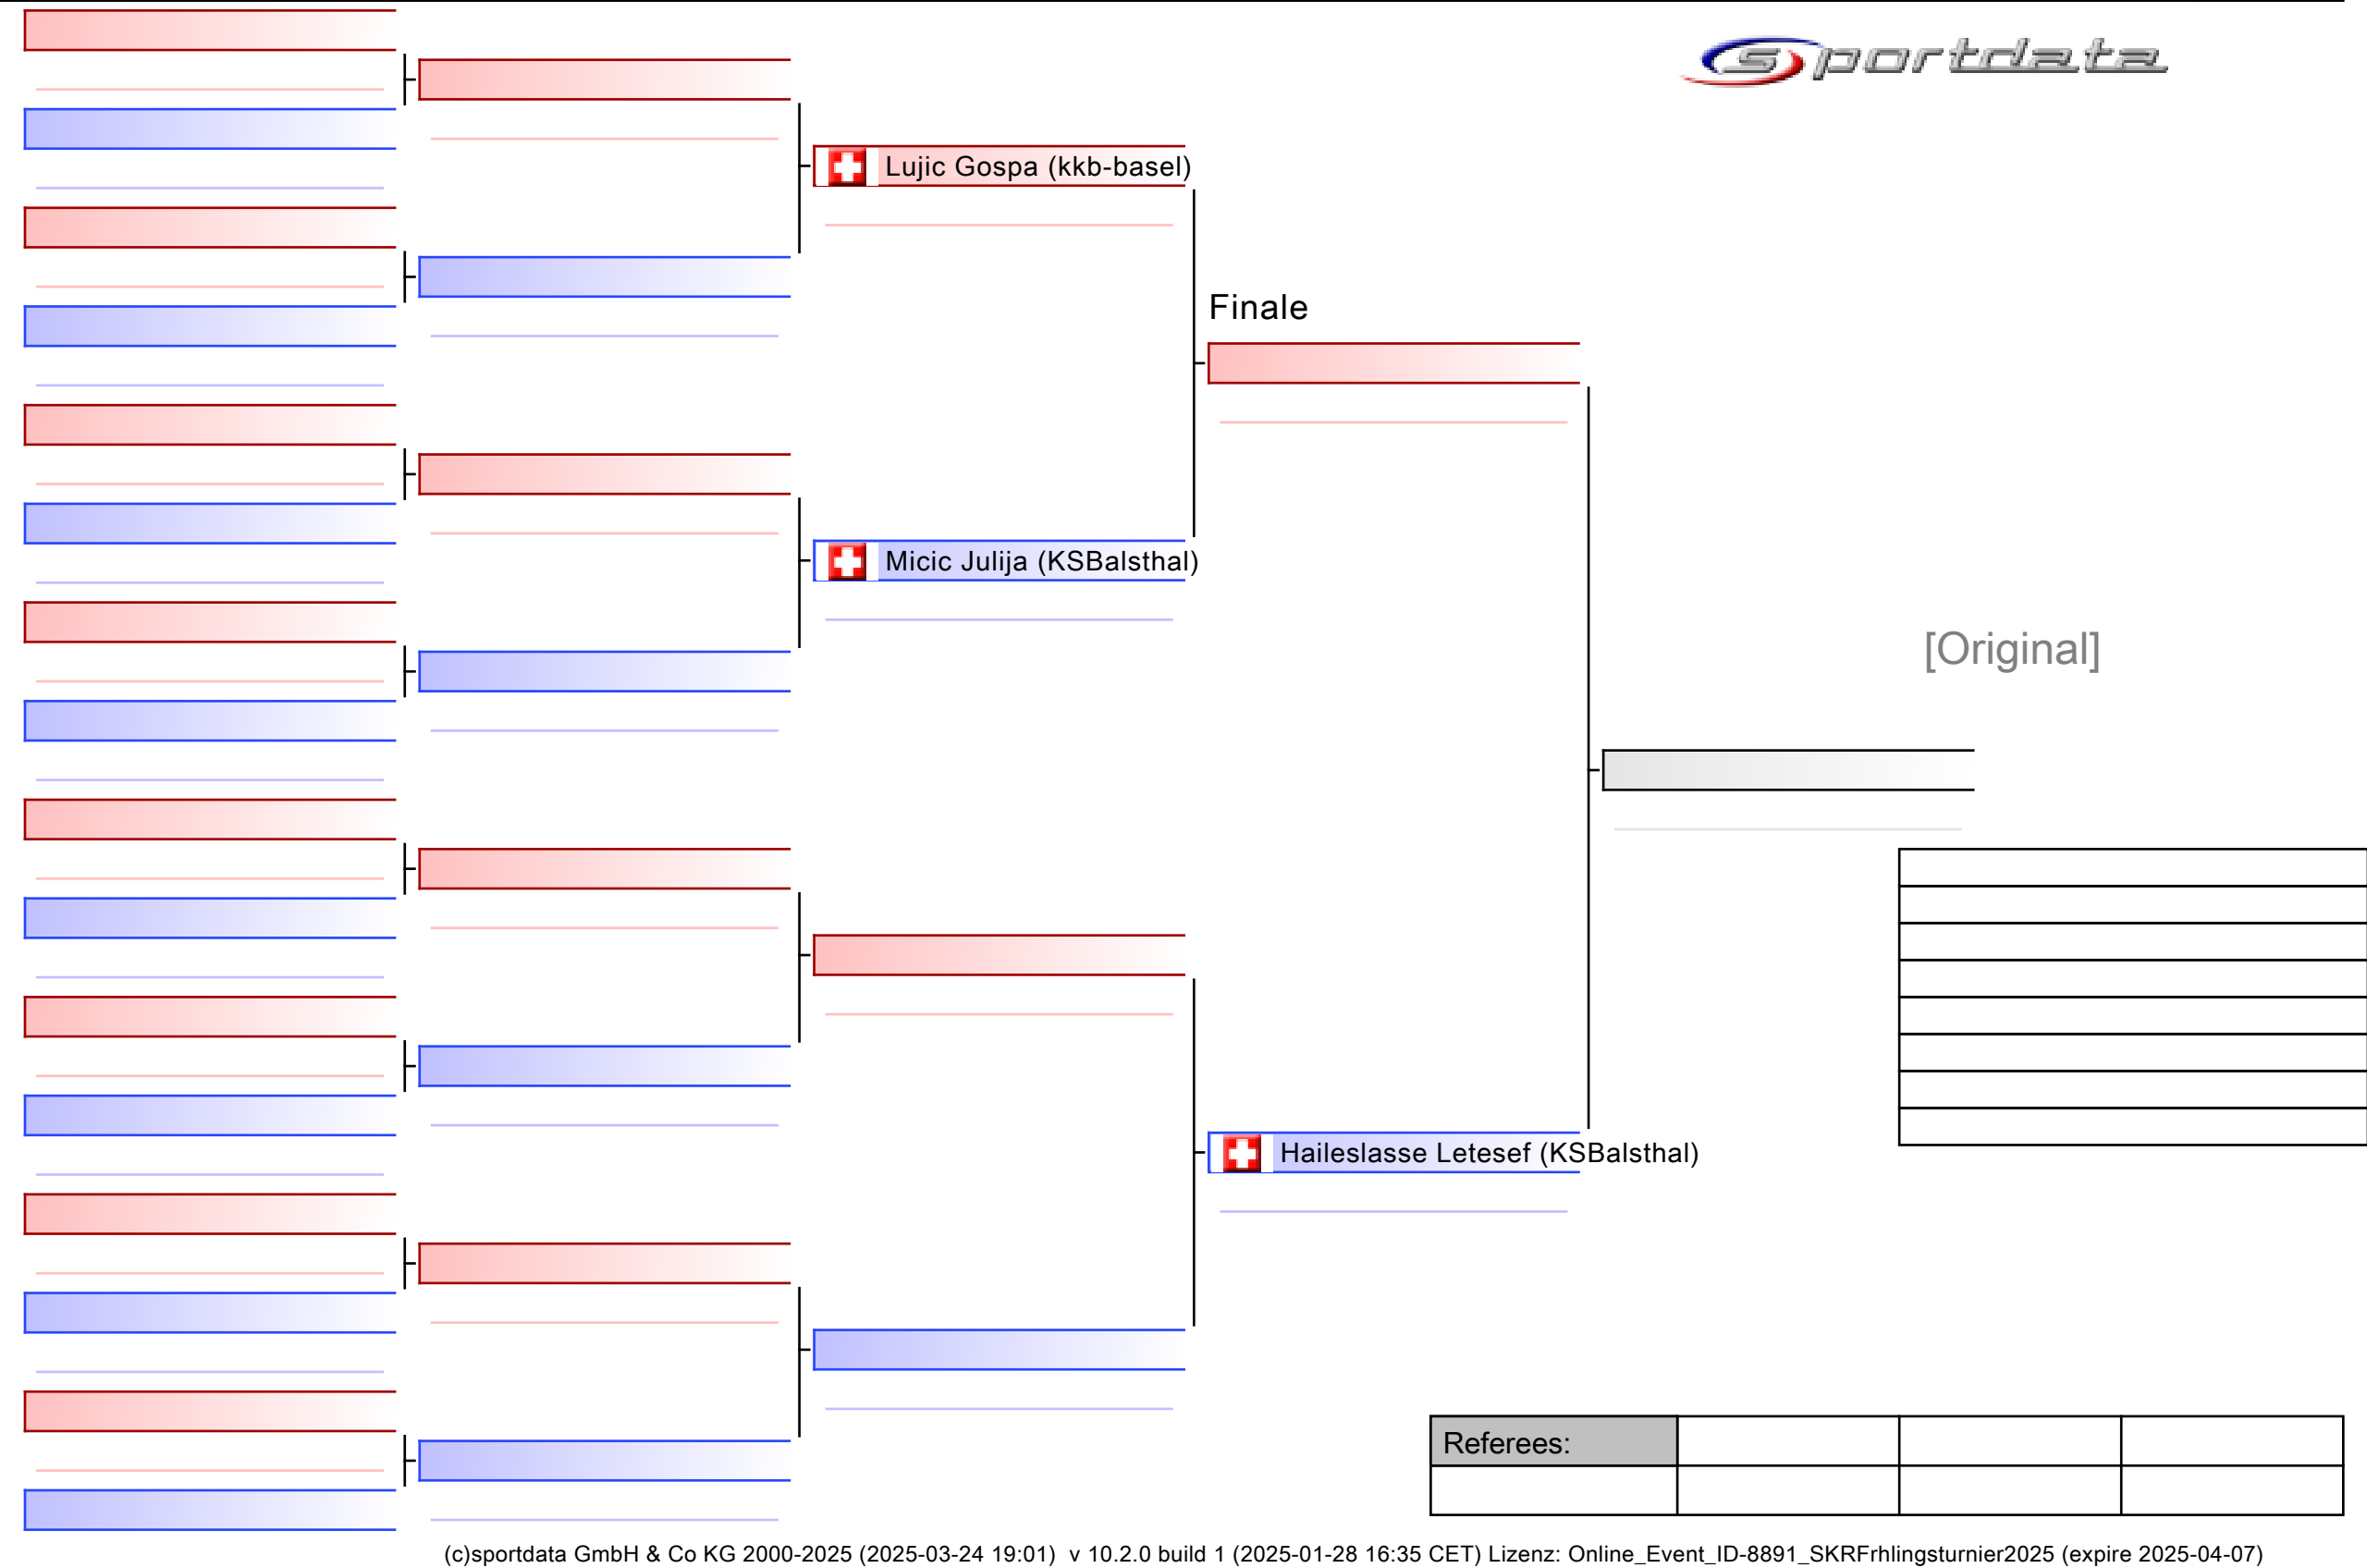 sportdata
Lujic Gospa (kkb-basel)
Finale
Micic Julija (KSBalsthal)
[Original]
Haileslasse Letesef (KSBalsthal)
Referees:
(c)sportdata GmbH & Co KG 2000-2025 (2025-03-24 19:01) v 10.2.0 build 1 (2025-01-28 16:35 CET) Lizenz: Online_Event_ID-8891_SKRFrhlingsturnier2025 (expire 2025-04-07)